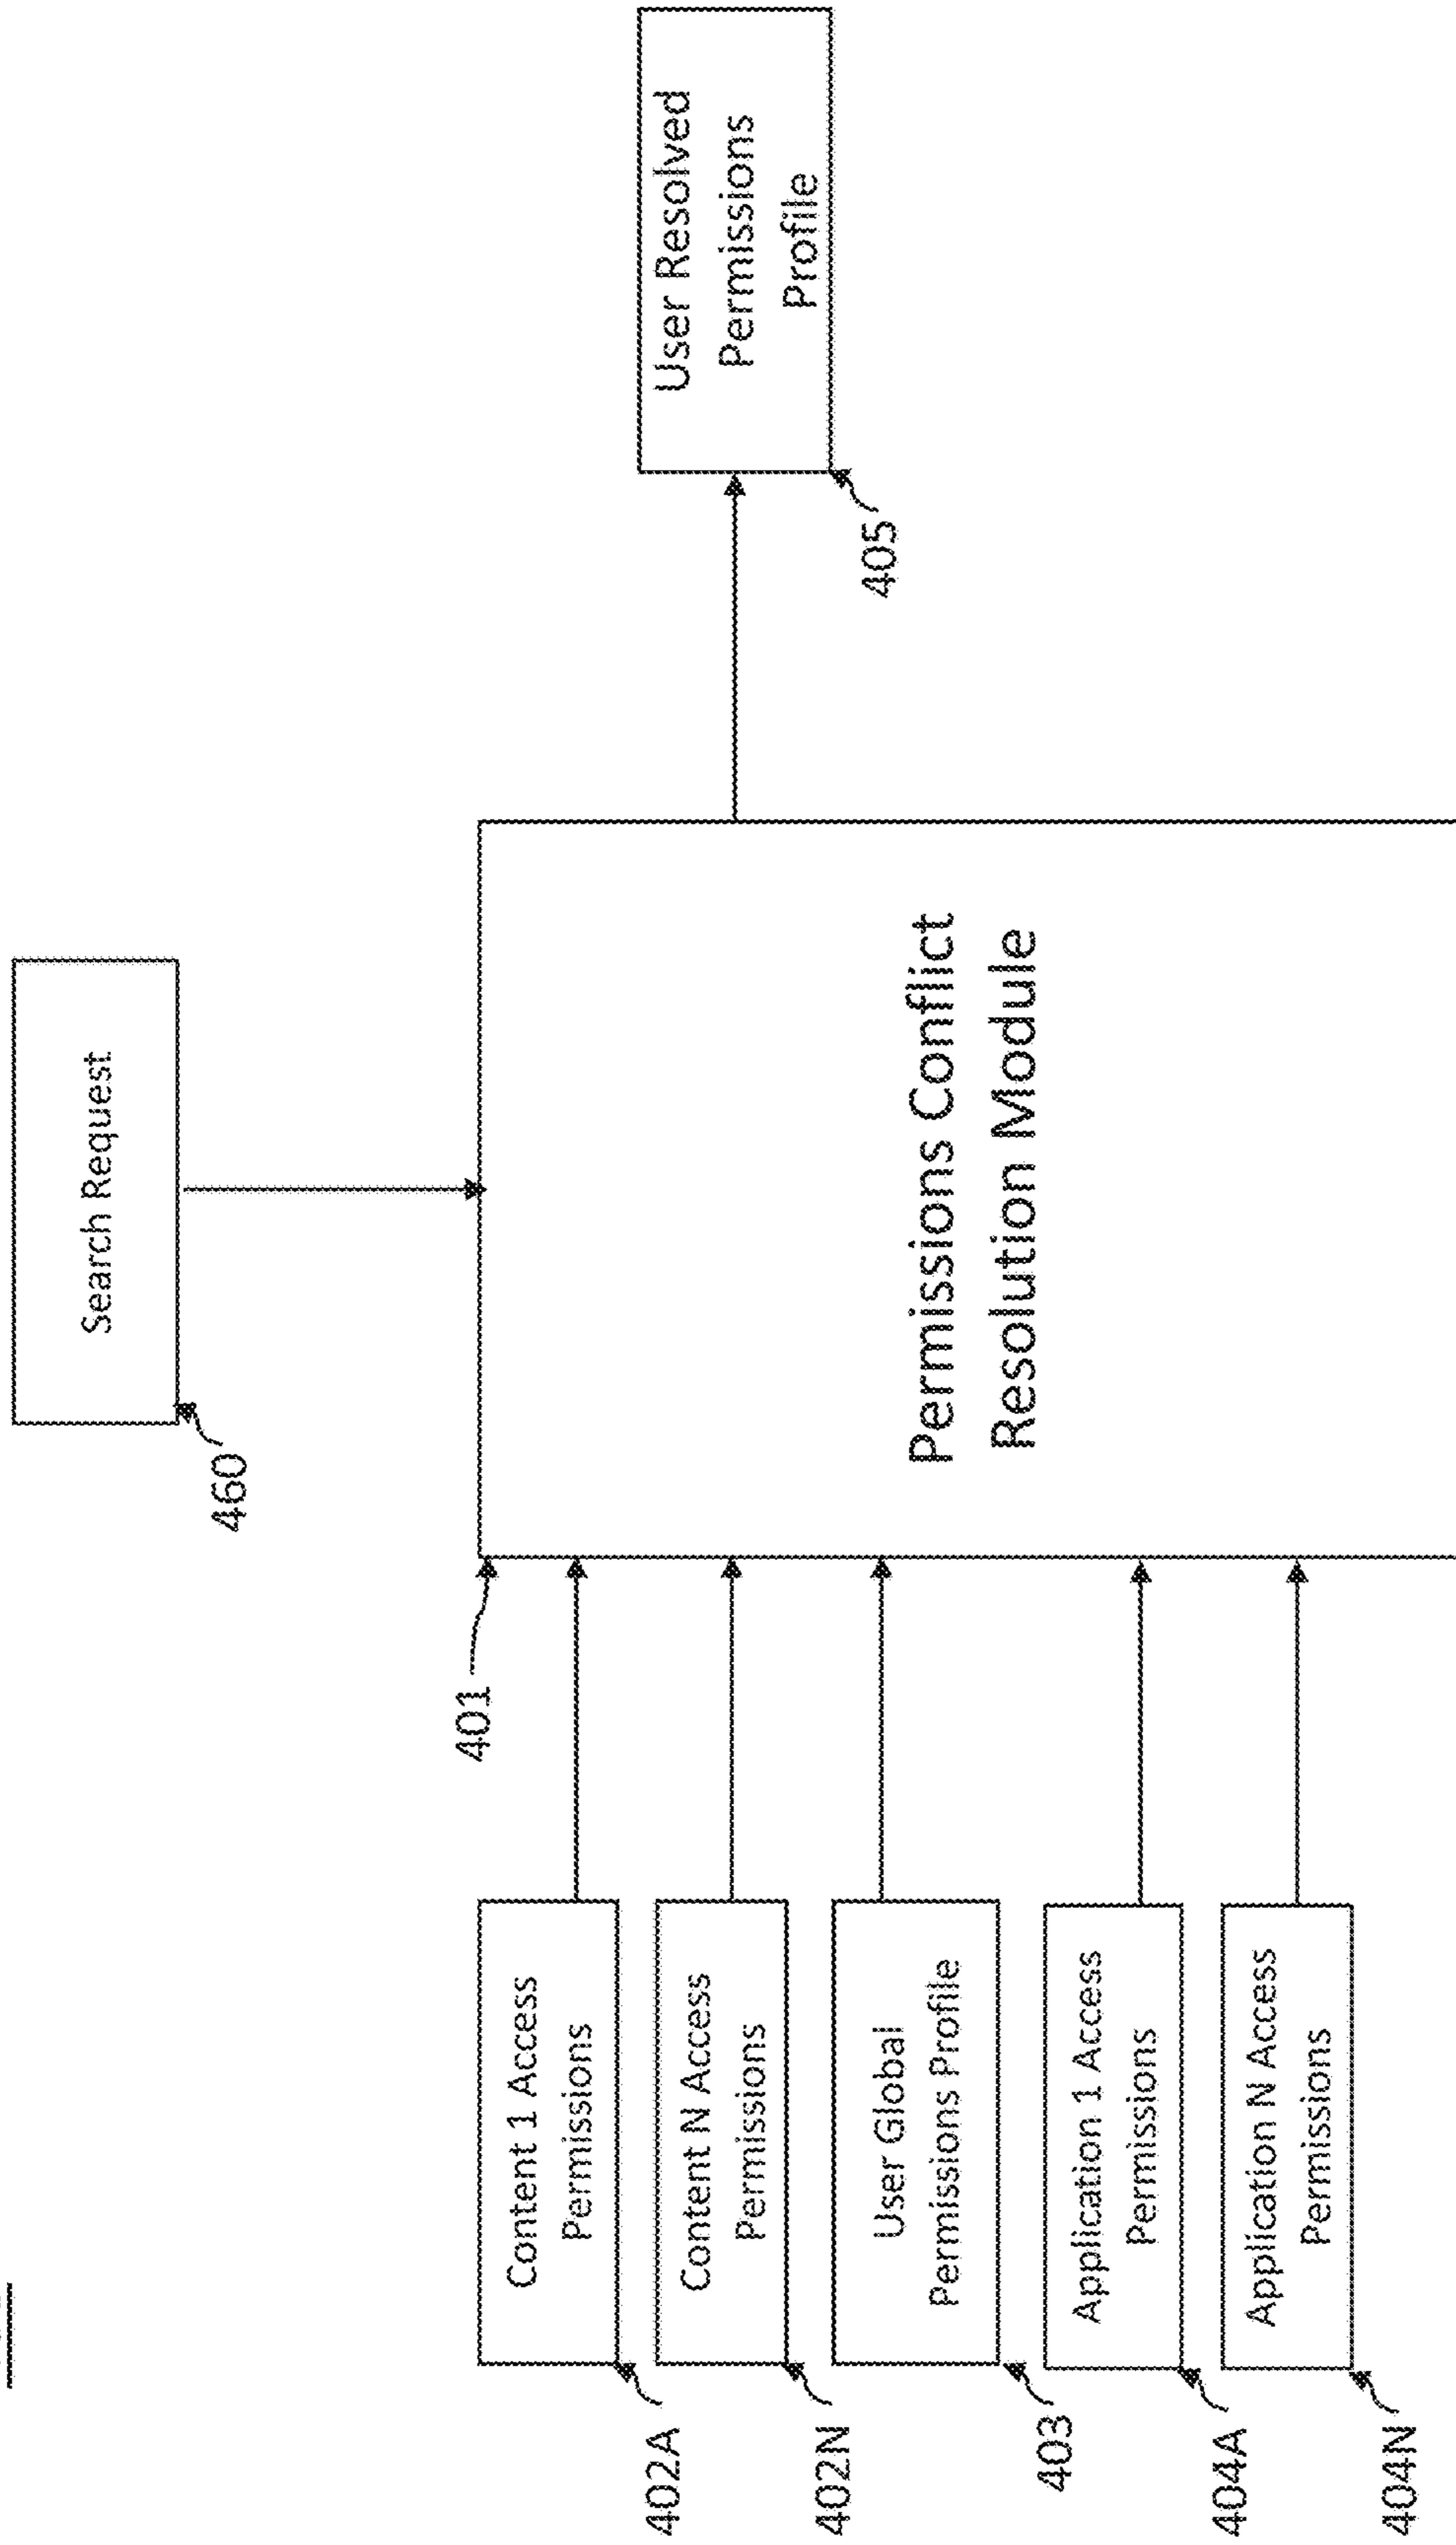 Search Request
460
401
Content 1 Access
Permissions
402A
Content N Access
Permissions
402N
User Global
Permissions Profile
403
Application 1 Access
Permissions
404A
Application N Access
Permissions
404N
Permissions Conflict
Resolution Module
User Resolved
Permissions
Profile
405